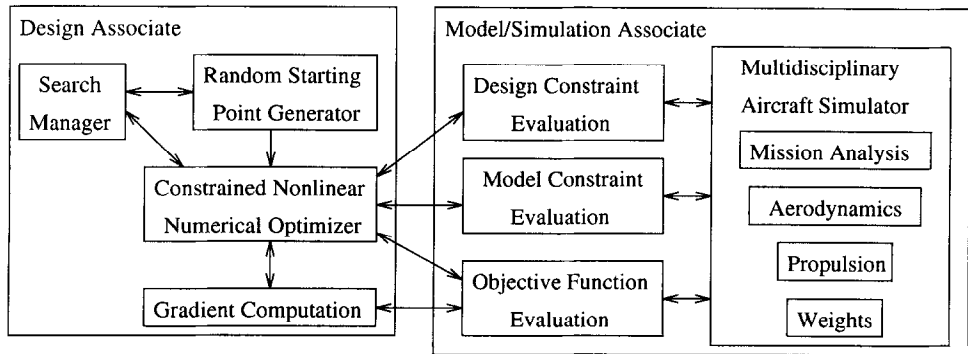 Design Associate
Search
Manager
Random Starting
Point Generator
Constrained Nonlinear
Numerical Optimizer
Gradient Computation
Model/Simulation Associate
Design Constraint
Evaluation
Model Constraint
Evaluation
Objective Function
Evaluation
Multidisciplinary
Aircraft Simulator
Mission Analysis
Aerodynamics
Propulsion
Weights